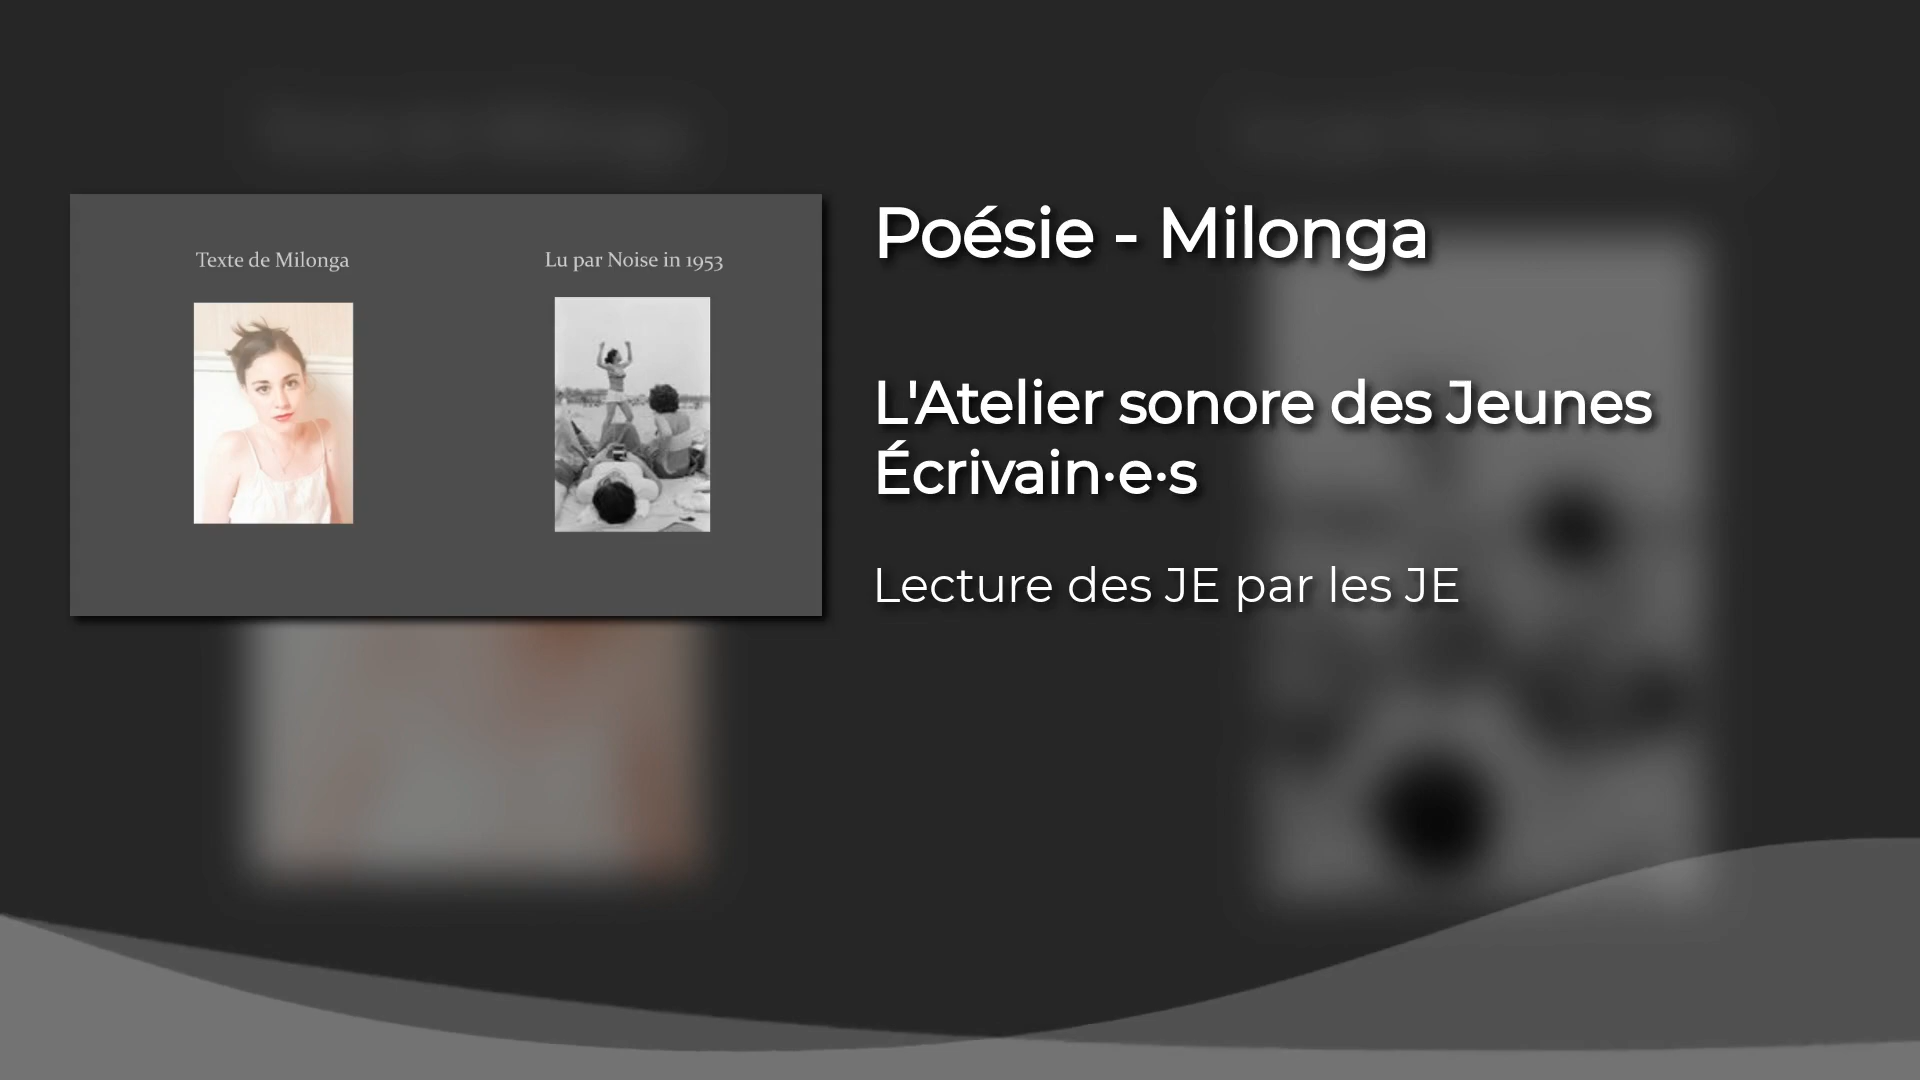 Texte de Milonga
Lu par Noise in 1953
Poésie - Milonga
L'Atelier sonore des Jeunes
Écrivain·e·s
Lecture des JE par les JE